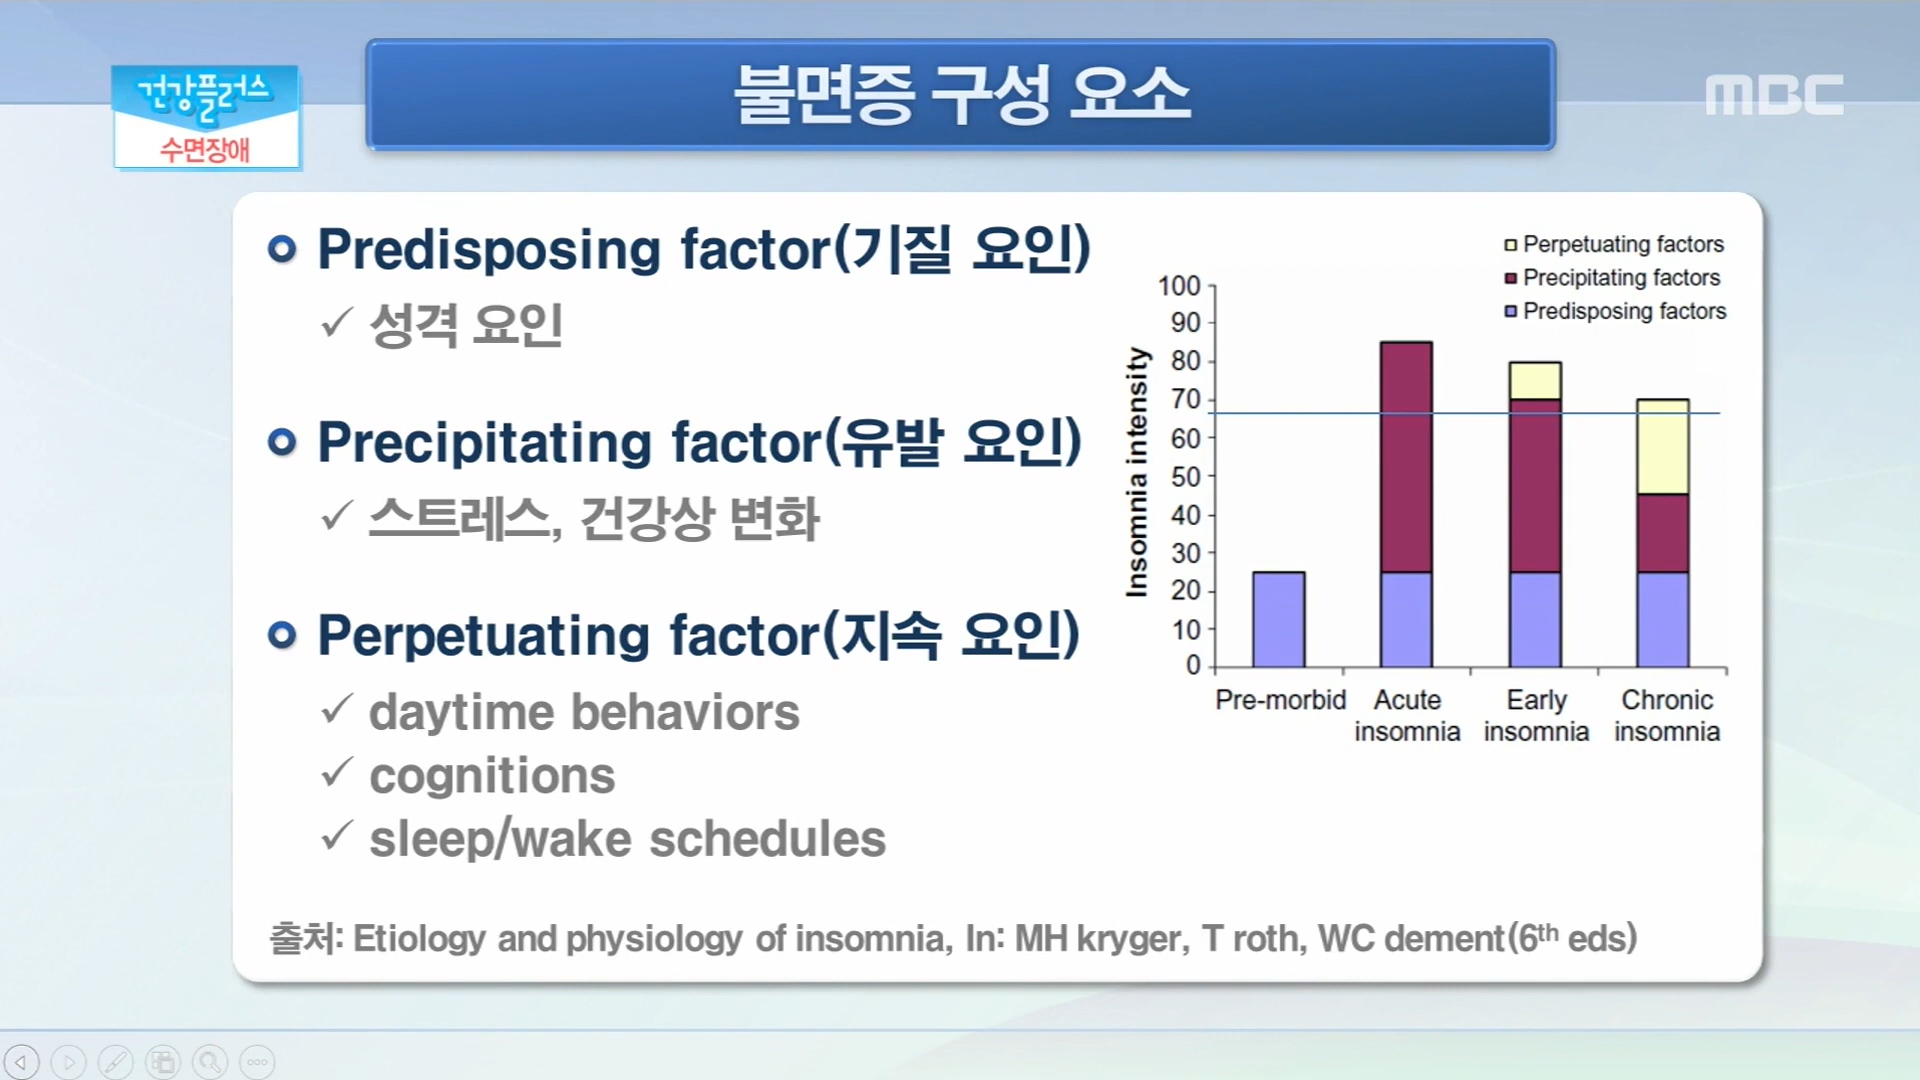 건강플러스
수면장애
불면증 구성 요소
MBC
Predisposing factor(기질 요인)
✓ 성격 요인
Precipitating factor(유발 요인)
✓ 스트레스, 건강상 변화
Perpetuating factor(지속 요인)
✓ daytime behaviors
✓ cognitions
✓ sleep/wake schedules
Perpetuating factors
Precipitating factors
Predisposing factors
Insomnia intensity
100
90
80
70
60
50
40
30
20
10
0
Pre-morbid Acute Early Chronic
insomnia insomnia insomnia
출처: Etiology and physiology of insomnia, In: MH kryger, T roth, WC dement(6th eds)